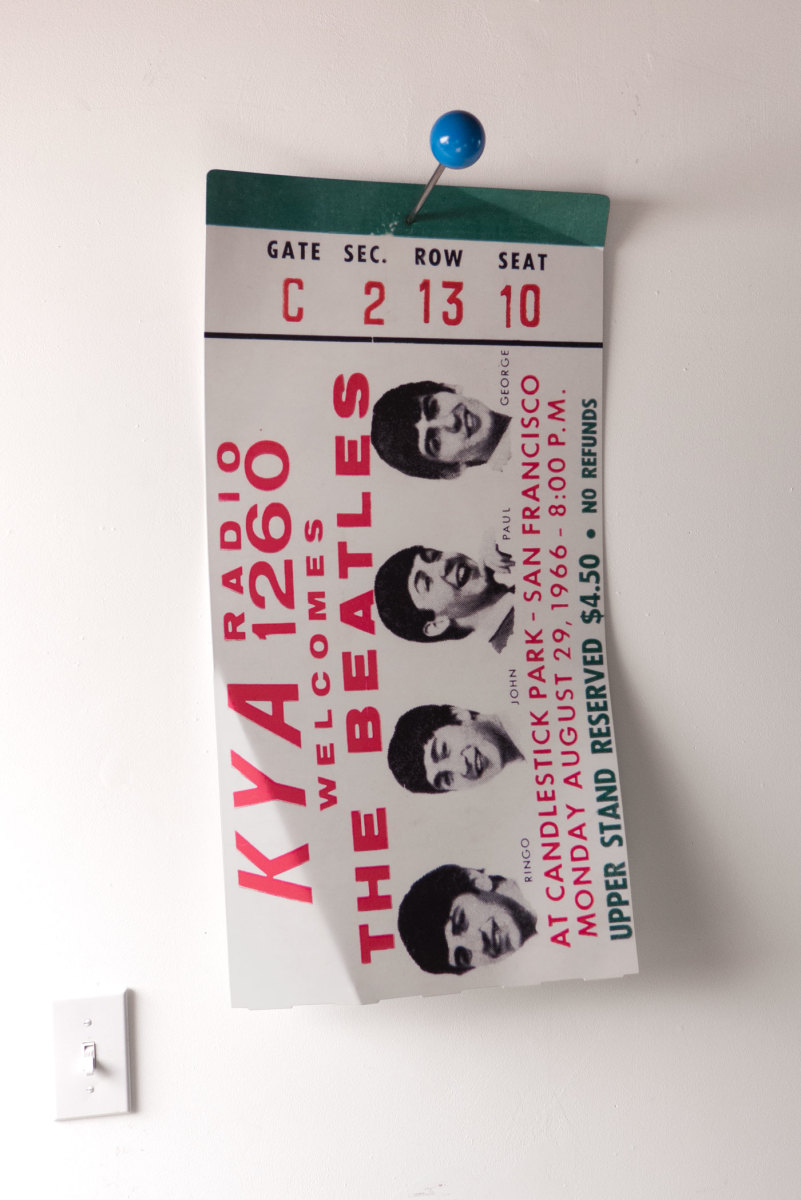 GATE SEC. ROW SEAT
C 2 13 10
KYA RADIO 1260
WELCOMES
THE BEATLES
RINGO JOHN PAUL GEORGE
AT CANDLESTICK PARK - SAN FRANCISCO
MONDAY AUGUST 29, 1966 - 8:00 P.M.
UPPER STAND RESERVED $4.50 • NO REFUNDS